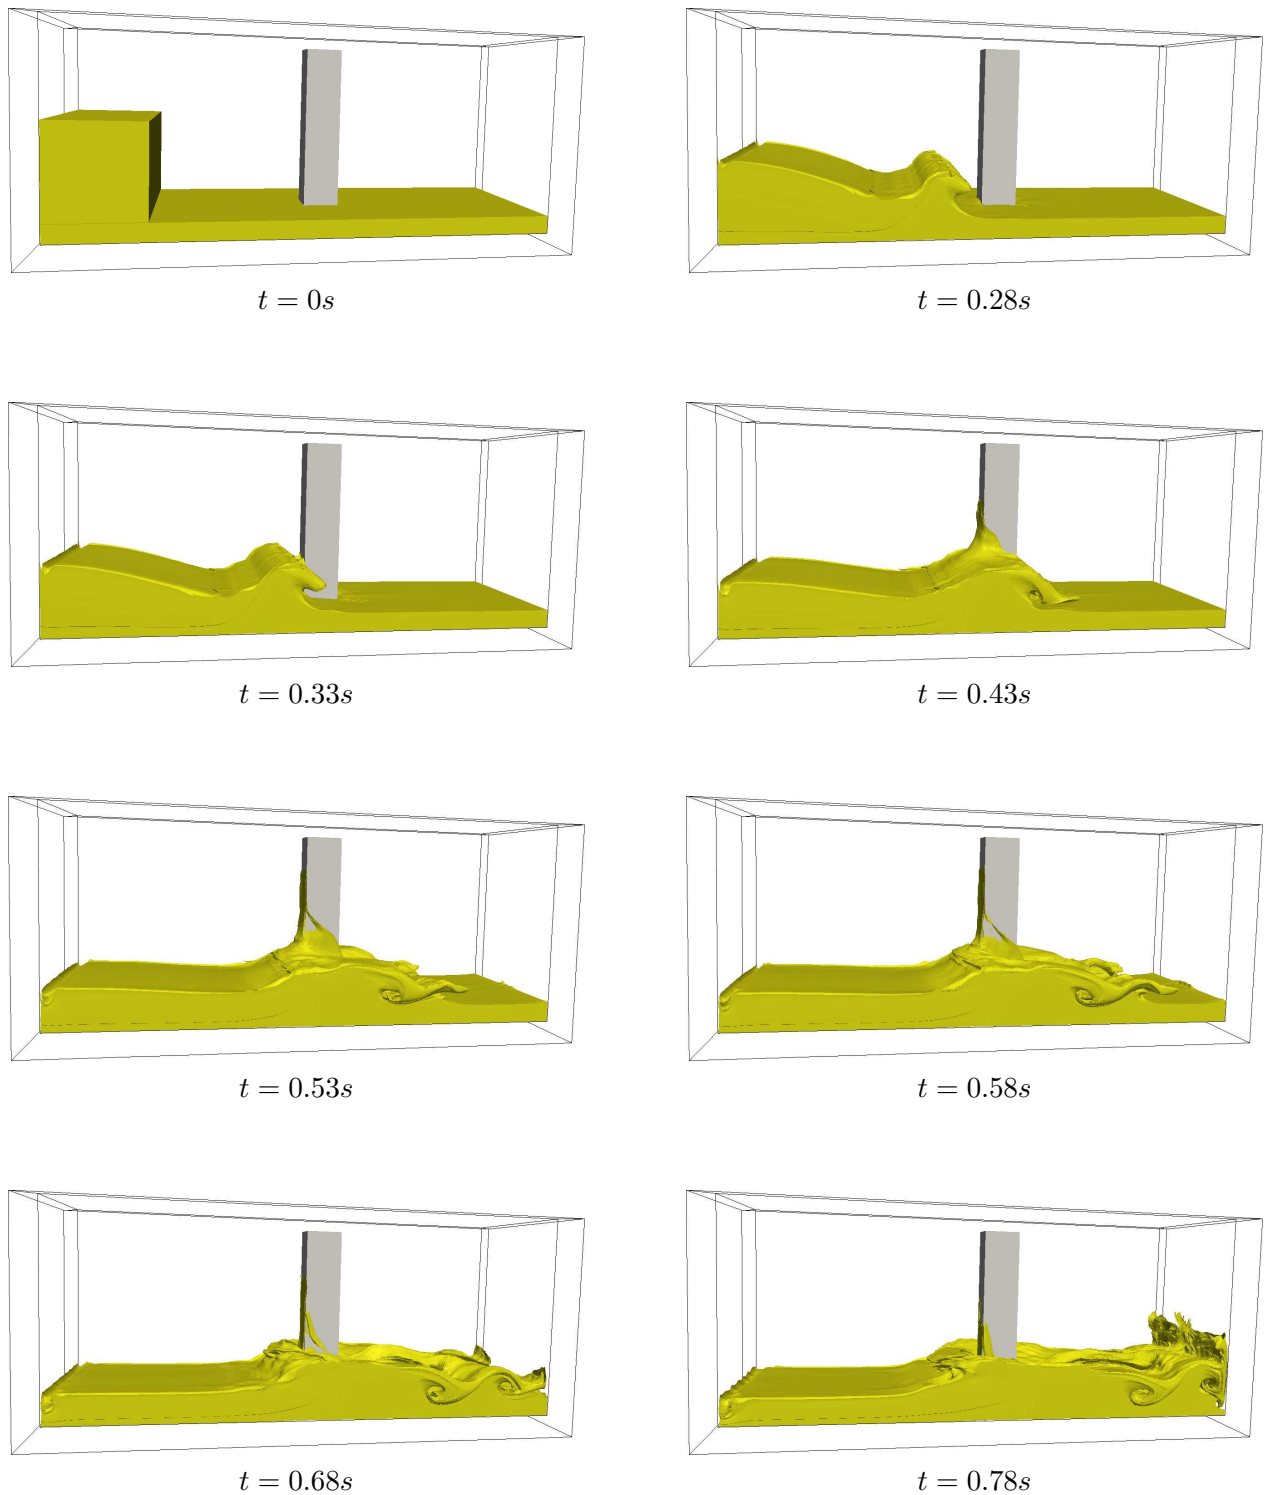 t = 0s
t = 0.28s
t = 0.33s
t = 0.43s
t = 0.53s
t = 0.58s
t = 0.68s
t = 0.78s